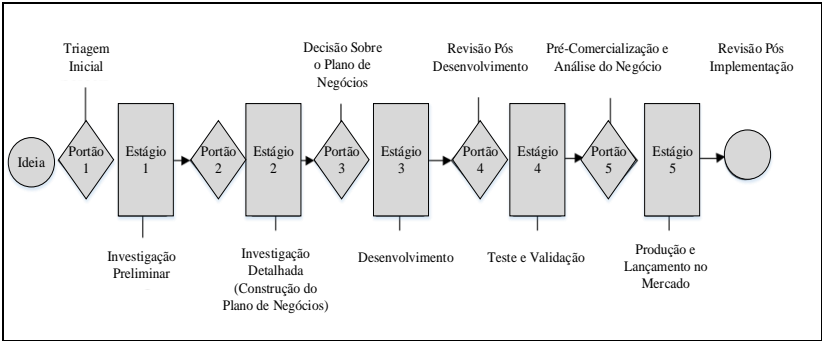 Triagem
Inicial
Decisão Sobre
o Plano de
Negócios
Revisão Pós
Desenvolvimento
Pré-Comercialização e
Análise do Negócio
Revisão Pós
Implementação
Ideia
Portão
1
Estágio
1
Portão
2
Estágio
2
Portão
3
Estágio
3
Portão
4
Estágio
4
Portão
5
Estágio
5
Investigação
Preliminar
Investigação
Detalhada
(Construção do
Plano de Negócios)
Desenvolvimento
Teste e Validação
Produção e
Lançamento no
Mercado